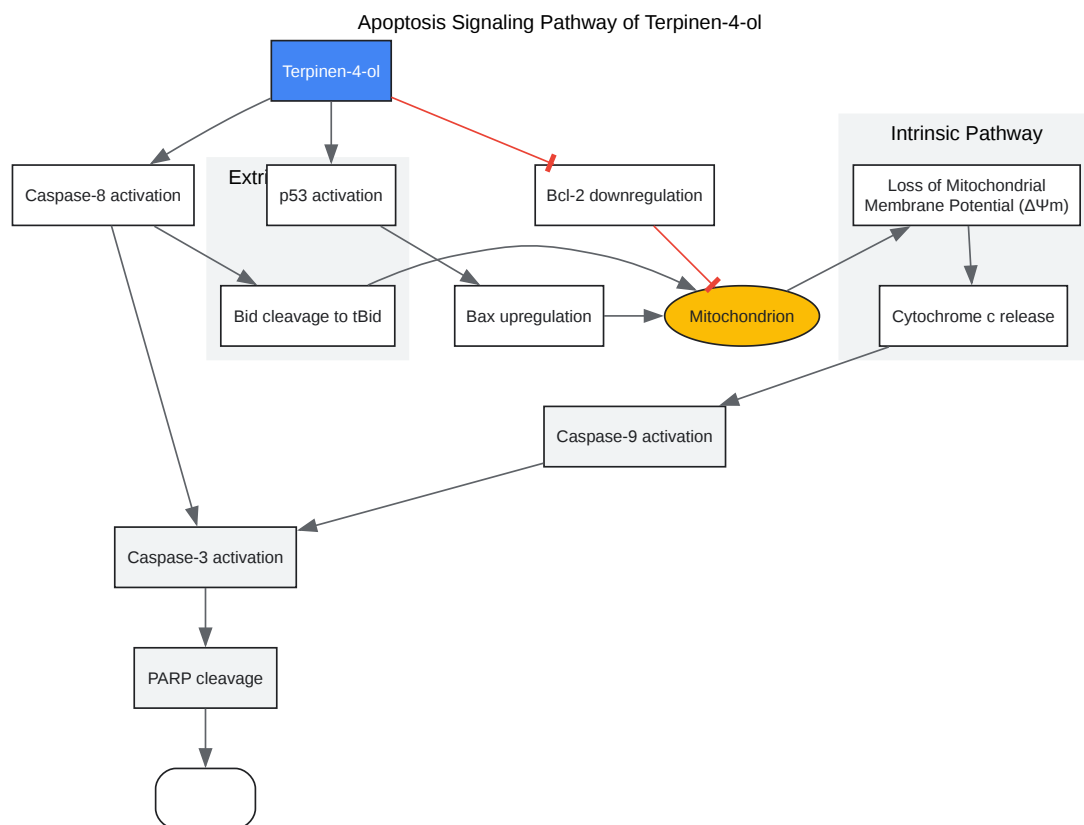 Apoptosis Signaling Pathway of Terpinen-4-ol
Terpinen-4-ol
Intrinsic Pathway
Caspase-8 activation
Extri
p53 activation
Bcl-2 downregulation
Loss of Mitochondrial
Membrane Potential (ΔΨm)
Bid cleavage to tBid
Bax upregulation
Mitochondrion
Cytochrome c release
Caspase-9 activation
Caspase-3 activation
PARP cleavage